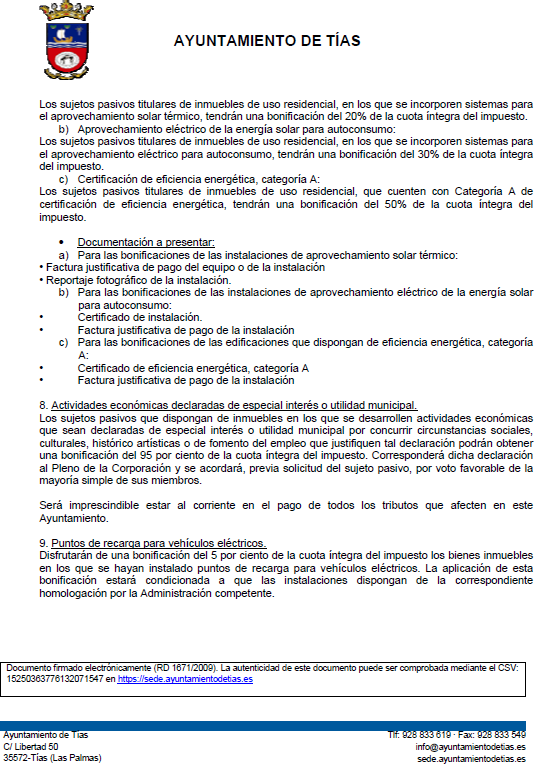 AYUNTAMIENTO DE TÍAS
Los sujetos pasivos titulares de inmuebles de uso residencial, en los que se incorporen sistemas para
el aprovechamiento solar térmico, tendrán una bonificación del 20% de la cuota íntegra del impuesto.
b) Aprovechamiento eléctrico de la energía solar para autoconsumo:
Los sujetos pasivos titulares de inmuebles de uso residencial, en los que se incorporen sistemas para
el aprovechamiento eléctrico para autoconsumo, tendrán una bonificación del 30% de la cuota íntegra
del impuesto.
c) Certificación de eficiencia energética, categoría A:
Los sujetos pasivos titulares de inmuebles de uso residencial, que cuenten con Categoría A de
certificación de eficiencia energética, tendrán una bonificación del 50% de la cuota íntegra del
impuesto.
• Documentación a presentar:
a) Para las bonificaciones de las instalaciones de aprovechamiento solar térmico:
• Factura justificativa de pago del equipo o de la instalación
• Reportaje fotográfico de la instalación.
b) Para las bonificaciones de las instalaciones de aprovechamiento eléctrico de la energía solar
para autoconsumo:
• Certificado de instalación.
• Factura justificativa de pago de la instalación
c) Para las bonificaciones de las edificaciones que dispongan de eficiencia energética, categoría
A:
• Certificado de eficiencia energética, categoría A
• Factura justificativa de pago de la instalación
8. Actividades económicas declaradas de especial interés o utilidad municipal.
Los sujetos pasivos que dispongan de inmuebles en los que se desarrollen actividades económicas
que sean declaradas de especial interés o utilidad municipal por concurrir circunstancias sociales,
culturales, histórico artísticas o de fomento del empleo que justifiquen tal declaración podrán obtener
una bonificación del 95 por ciento de la cuota íntegra del impuesto. Corresponderá dicha declaración
al Pleno de la Corporación y se acordará, previa solicitud del sujeto pasivo, por voto favorable de la
mayoría simple de sus miembros.
Será imprescindible estar al corriente en el pago de todos los tributos que afecten en este
Ayuntamiento.
9. Puntos de recarga para vehículos eléctricos.
Disfrutarán de una bonificación del 5 por ciento de la cuota íntegra del impuesto los bienes inmuebles
en los que se hayan instalado puntos de recarga para vehículos eléctricos. La aplicación de esta
bonificación estará condicionada a que las instalaciones dispongan de la correspondiente
homologación por la Administración competente.
Documento firmado electrónicamente (RD 1671/2009). La autenticidad de este documento puede ser comprobada mediante el CSV:
15250363776132071547 en https://sede.ayuntamientodetias.es
Ayuntamiento de Tías
C/ Libertad 50
35572-Tías (Las Palmas)
Tlf: 928 833 619 · Fax: 928 833 549
info@ayuntamientodetias.es
sede.ayuntamientodetias.es